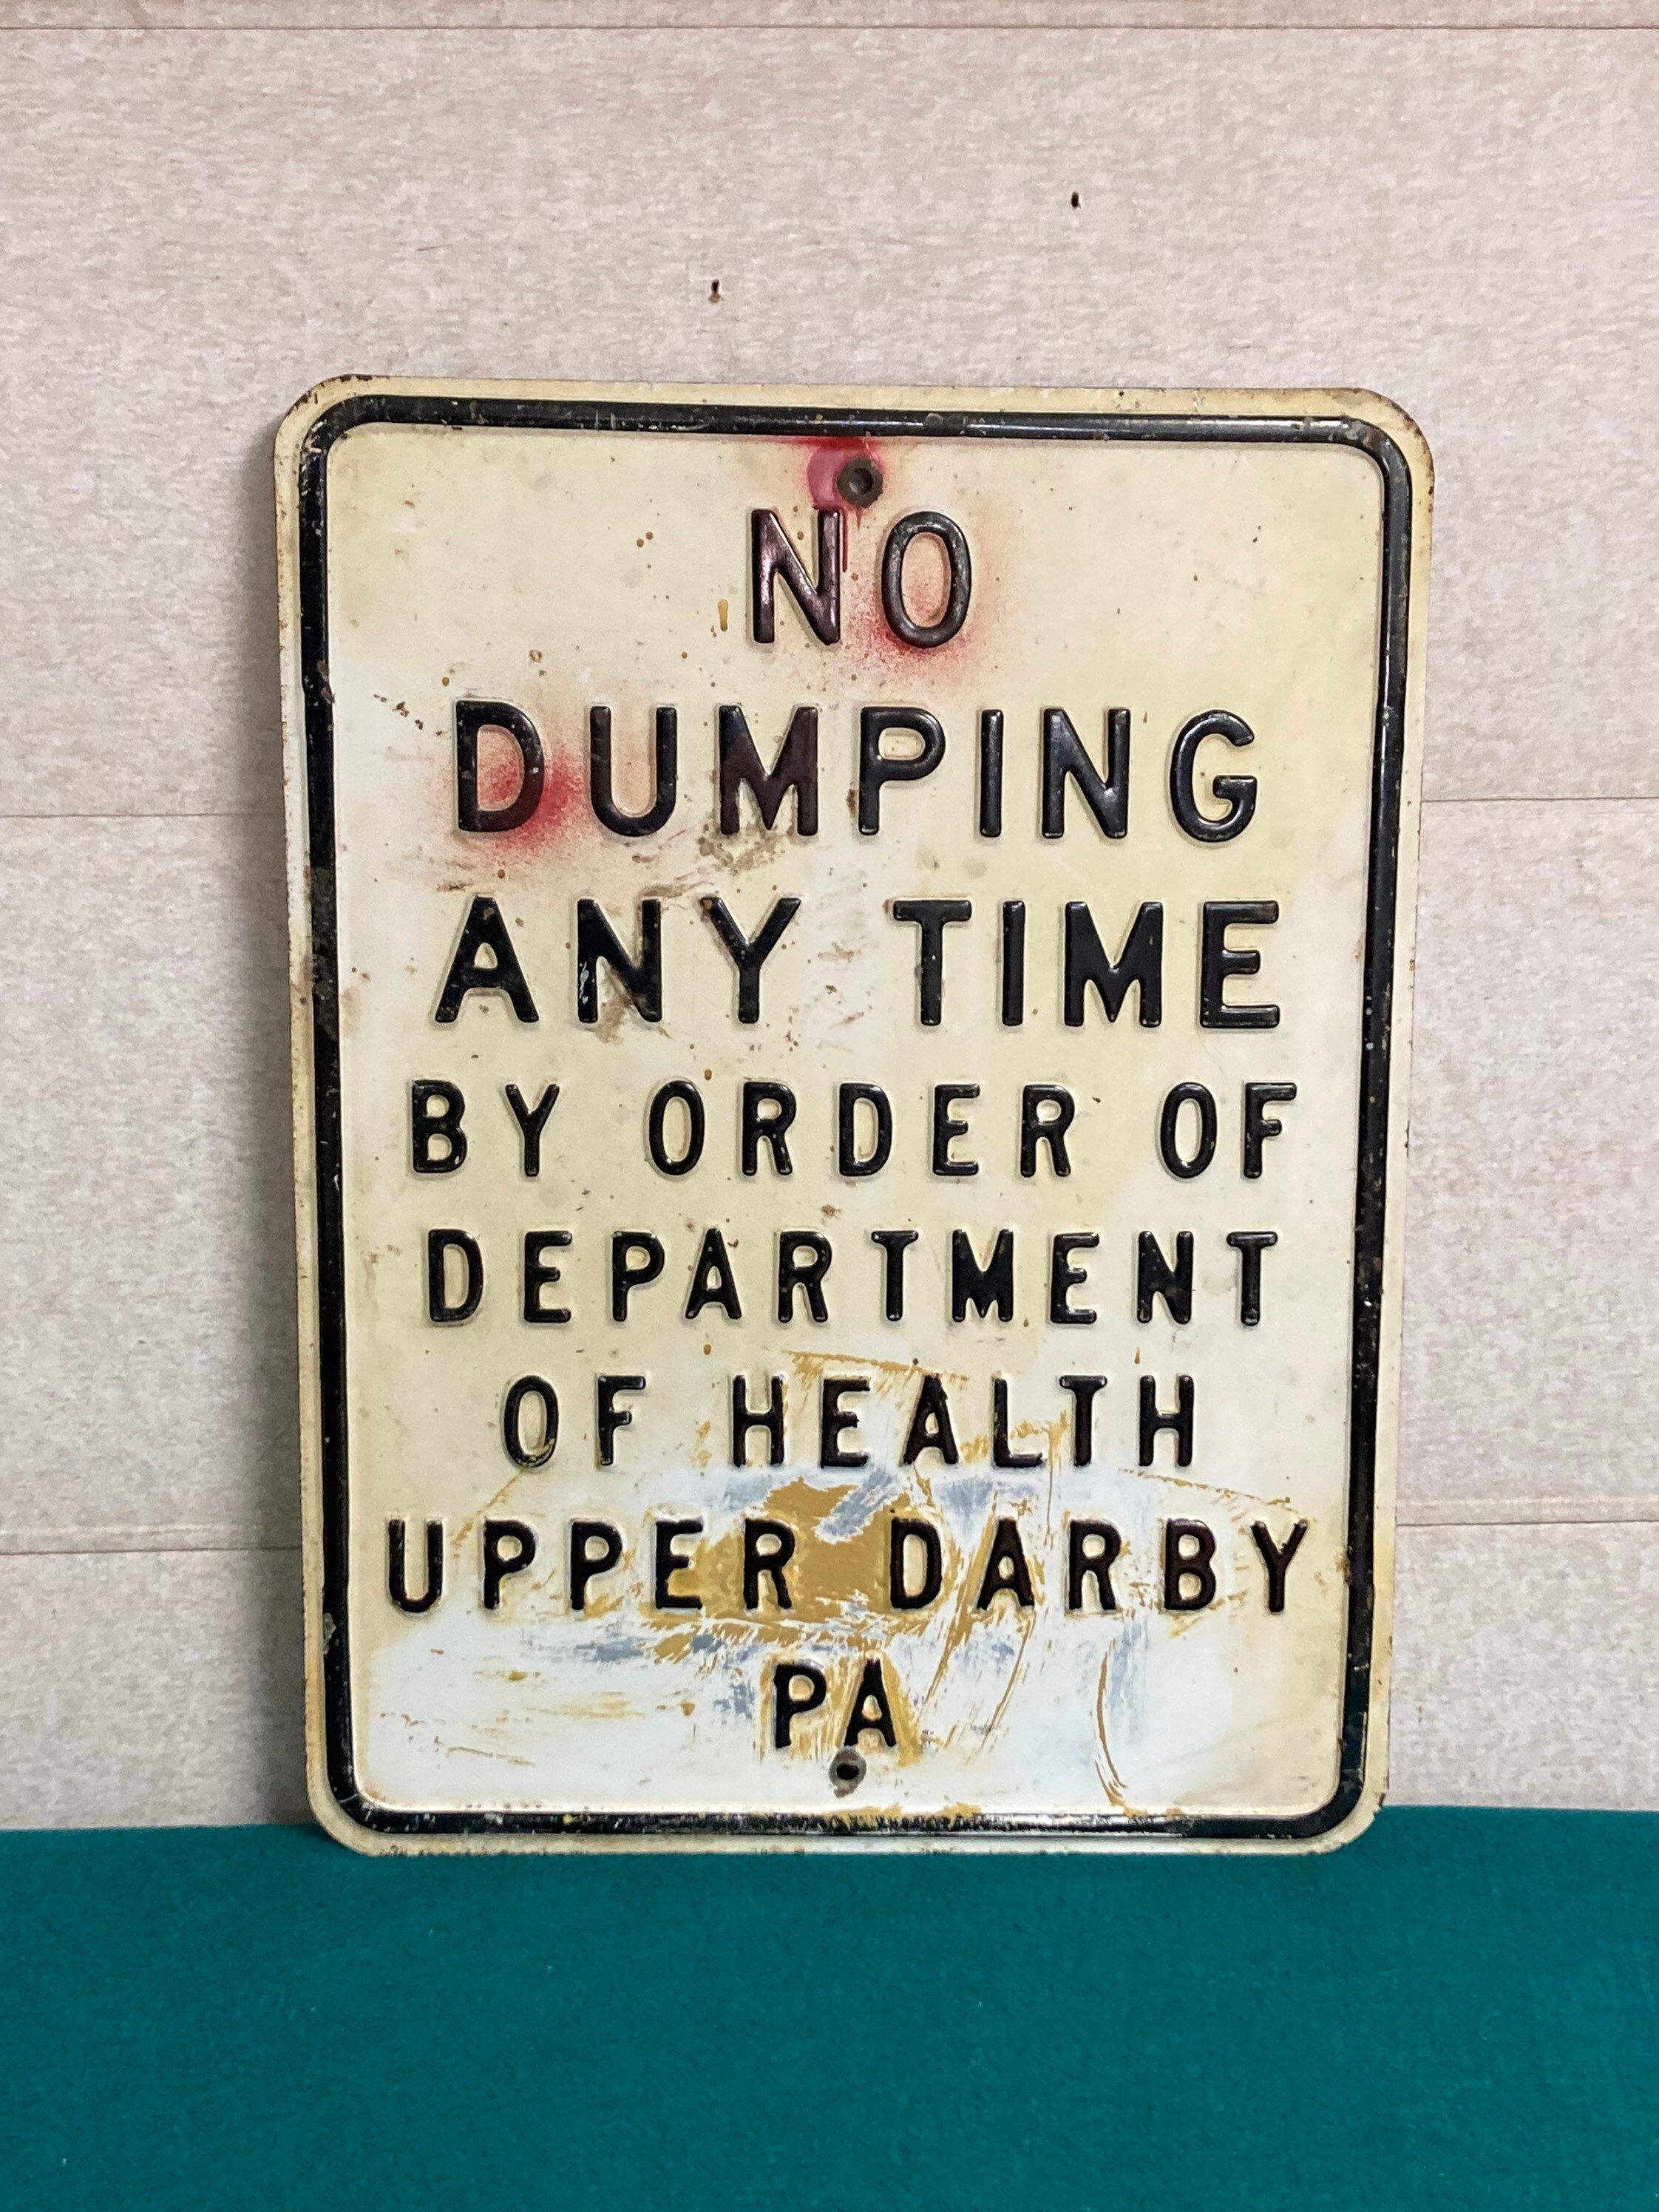 NO
DUMPING
ANY TIME
BY ORDER OF
DEPARTMENT
OF HEALTH
UPPER DARBY
PA